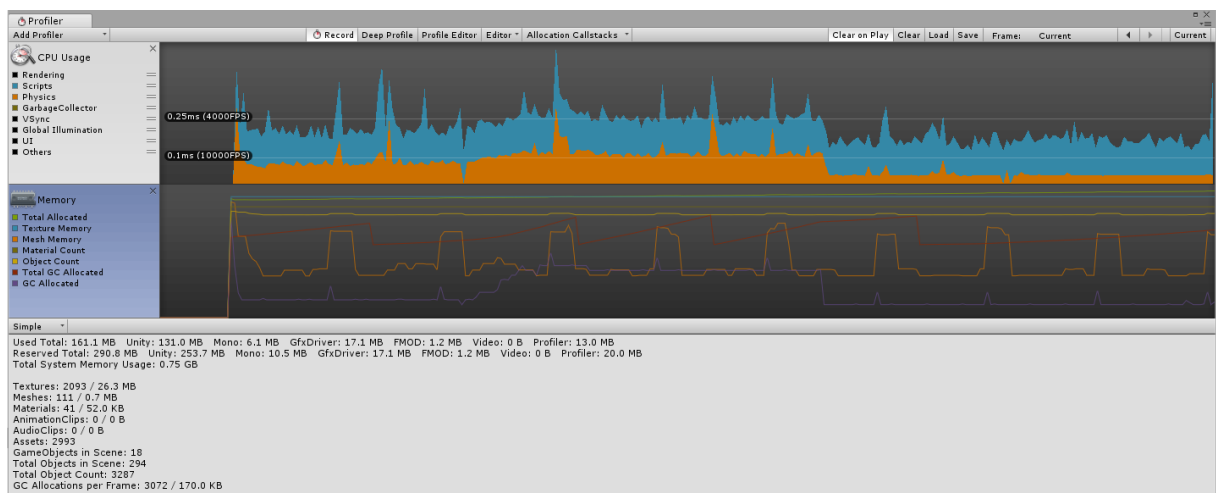 Profiler
Add Profiler Record Deep Profile Profile Editor Editor Allocation Callstacks Clear on Play Clear Load Save Frame: Current Current
CPU Usage
Rendering
Scripts
Physics
GarbageCollector
VSync
Global Illumination
UI
Others
0.25ms (4000FPS)
0.1ms (10000FPS)
Memory
Total Allocated
Texture Memory
Mesh Memory
Material Count
Object Count
Total GC Allocated
GC Allocated
Simple
Used Total: 161.1 MB Unity: 131.0 MB Mono: 6.1 MB GfxDriver: 17.1 MB FMOD: 1.2 MB Video: 0 B Profiler: 13.0 MB
Reserved Total: 290.8 MB Unity: 253.7 MB Mono: 10.5 MB GfxDriver: 17.1 MB FMOD: 1.2 MB Video: 0 B Profiler: 20.0 MB
Total System Memory Usage: 0.75 GB
Textures: 2093 / 26.3 MB
Meshes: 111 / 0.7 MB
Materials: 41 / 52.0 KB
AnimationClips: 0 / 0 B
AudioClips: 0 / 0 B
Assets: 2993
GameObjects in Scene: 18
Total Objects in Scene: 294
Total Object Count: 3287
GC Allocations per Frame: 3072 / 170.0 KB